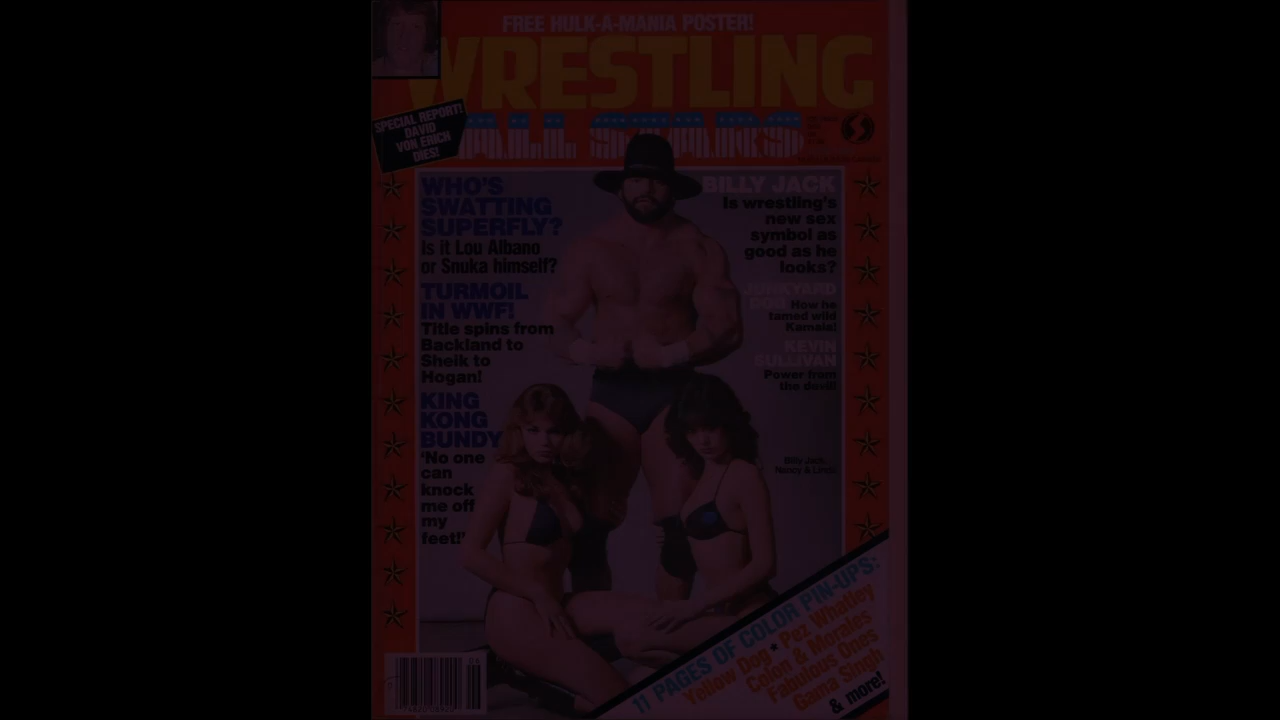 FREE HULK-A-MANIA POSTER!
WRESTLING
ALL STARS
SPECIAL REPORT!
DAVID
VON ERICH
DIES!
WHO'S
SWATTING
SUPERFLY?
Is it Lou Albano
or Snuka himself?
TURMOIL
IN WWF!
Title spins from
Backland to
Sheik to
Hogan!
KING
KONG
BUNDY
'No one
can
knock
me off
my
feet!'
BILLY JACK
Is wrestling's
new sex
symbol as
good as he
looks?
JUNKYARD
DOG How he
tamed wild
Kamala!
KEVIN
SULLIVAN
Power from
the devil!
Billy Jack,
Nancy & Linda
11 PAGES OF COLOR PIN-UPS:
Yellow Dog * Pez Whatley
Colon & Morales
Fabulous Ones
Gama Singh
& more!